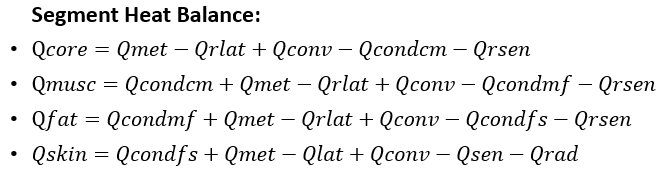 Segment Heat Balance:
• Qcore = Qmet − Qrlat + Qconv − Qcondcm − Qrsen
• Qmusc = Qcondcm + Qmet − Qrlat + Qconv − Qcondmf − Qrsen
• Qfat = Qcondmf + Qmet − Qrlat + Qconv − Qcondfs − Qrsen
• Qskin = Qcondfs + Qmet − Qlat + Qconv − Qsen − Qrad